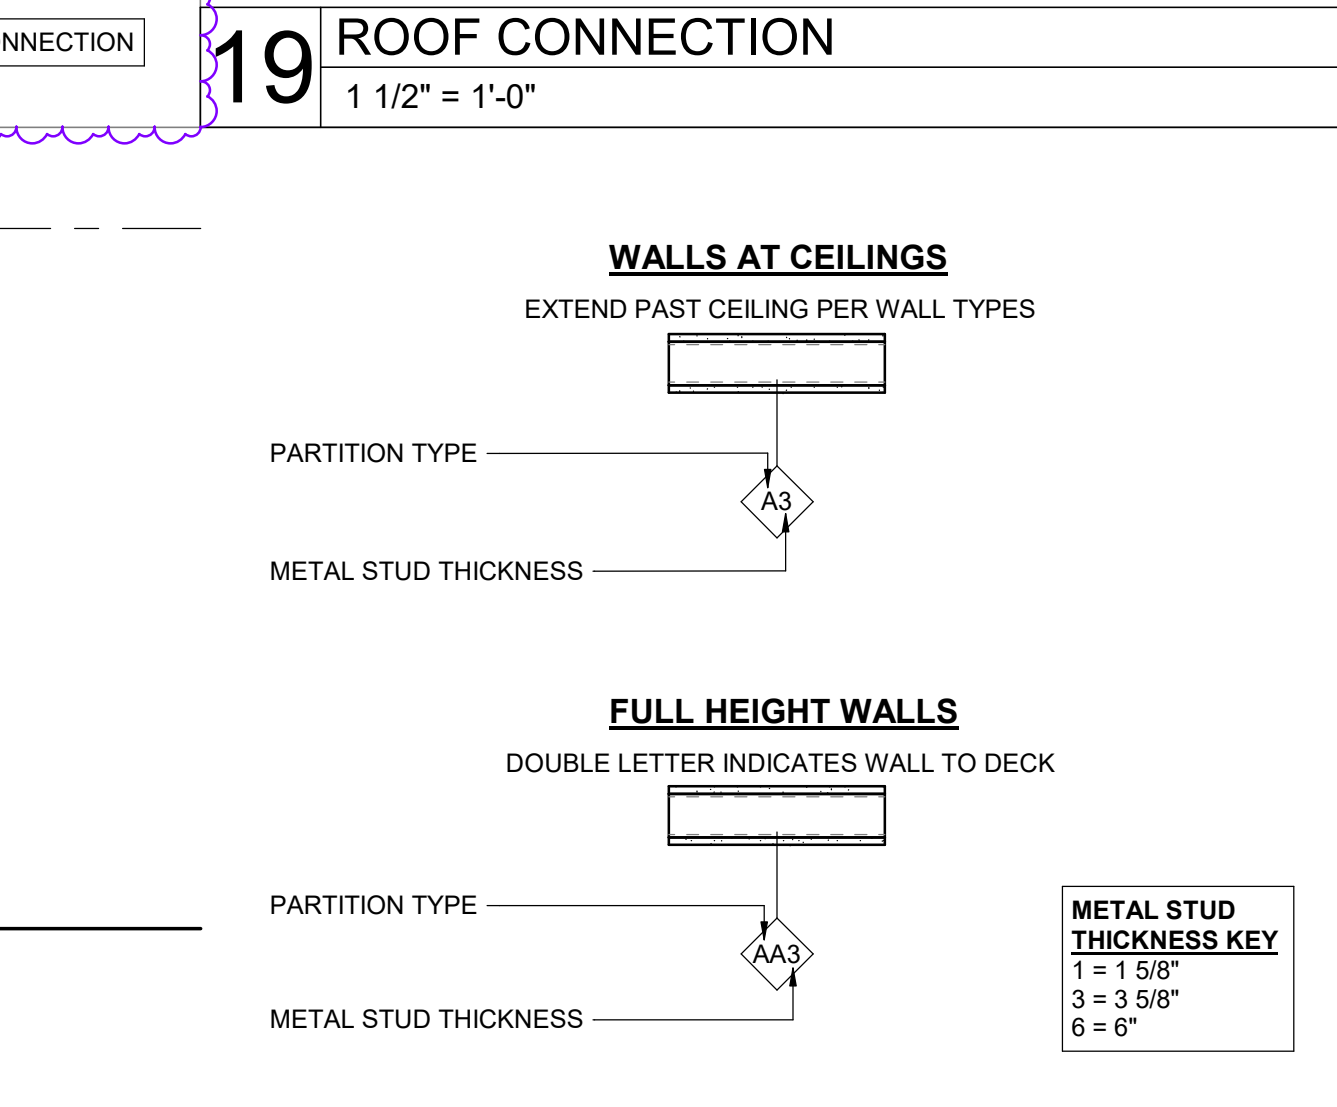 NNECTION
19
ROOF CONNECTION
1 1/2" = 1'-0"
WALLS AT CEILINGS
EXTEND PAST CEILING PER WALL TYPES
PARTITION TYPE
A3
METAL STUD THICKNESS
FULL HEIGHT WALLS
DOUBLE LETTER INDICATES WALL TO DECK
PARTITION TYPE
AA3
METAL STUD THICKNESS
METAL STUD
THICKNESS KEY
1 = 1 5/8"
3 = 3 5/8"
6 = 6"